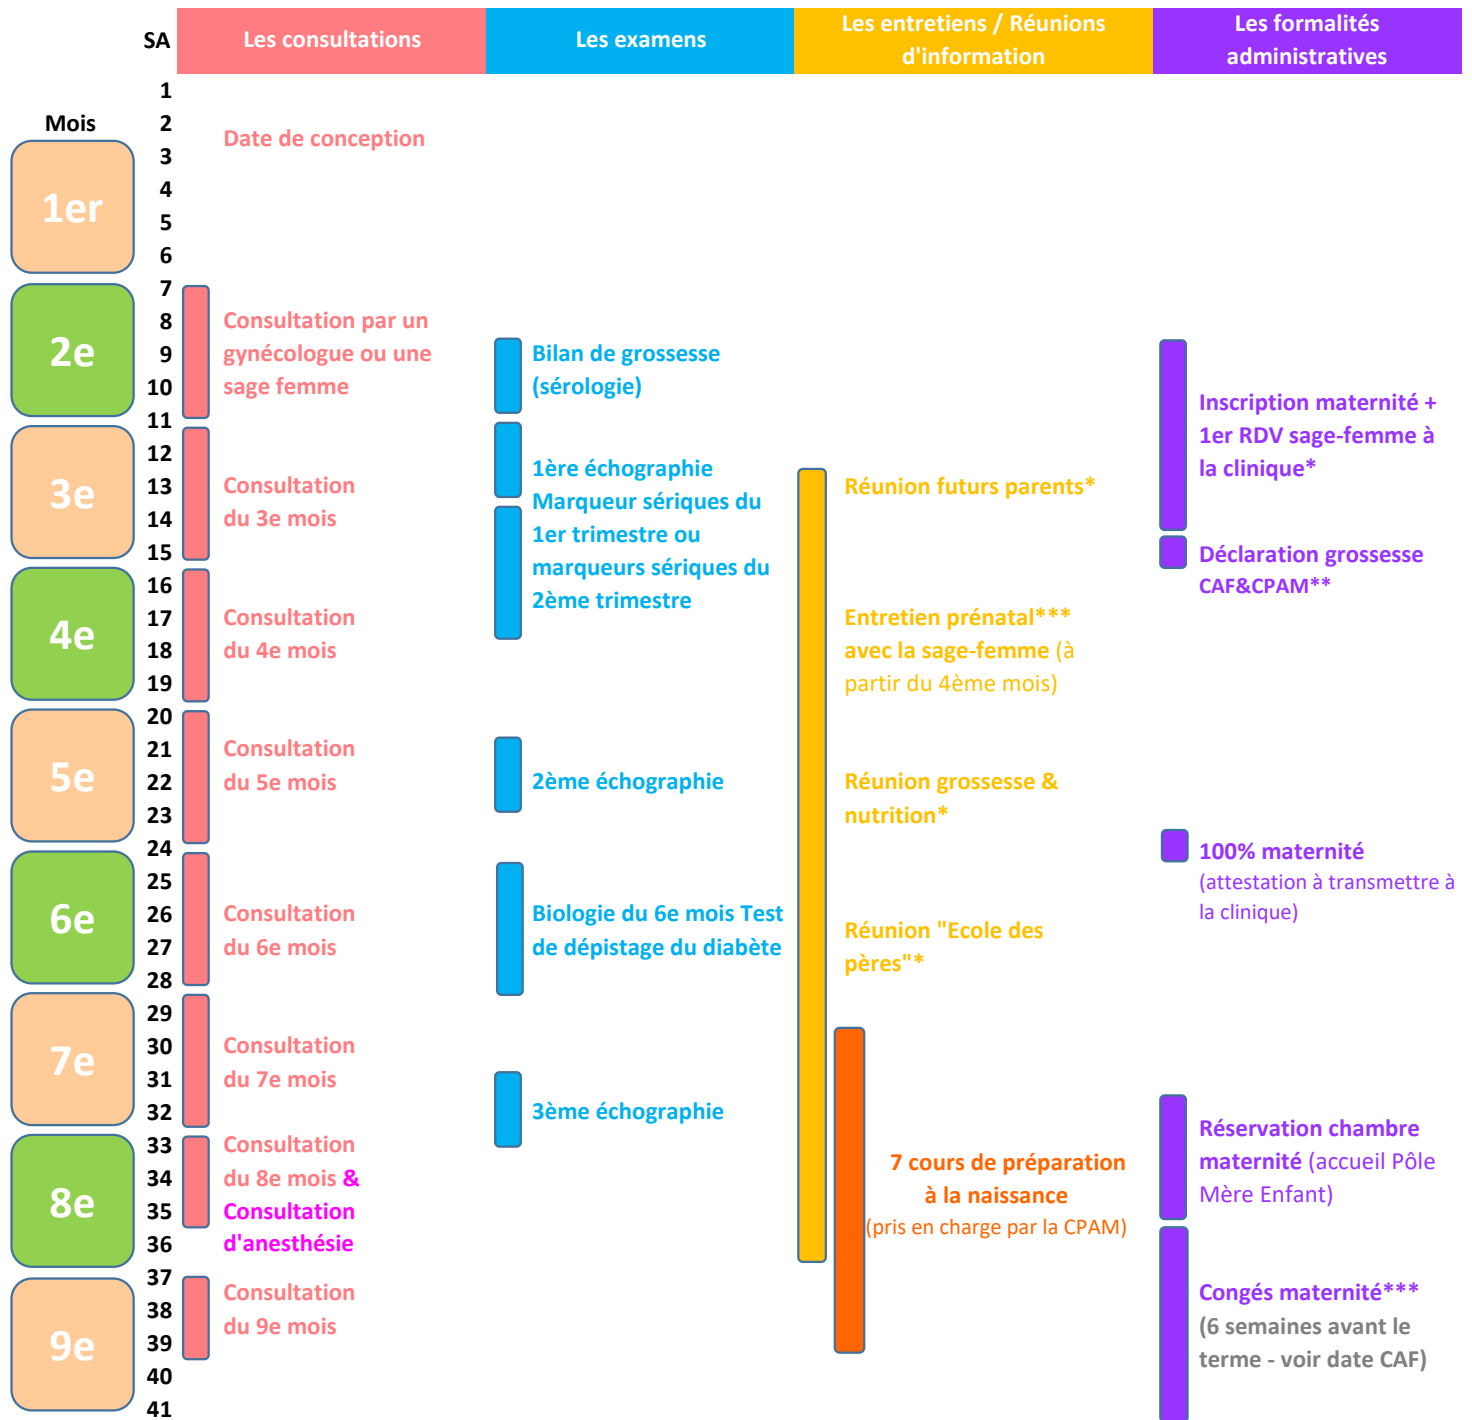 SA
Les consultations
Les examens
Les entretiens / Réunions
d'information
Les formalités
administratives
Mois
1er
2e
3e
4e
5e
6e
7e
8e
9e
1
2
3
4
5
6
7
8
9
10
11
12
13
14
15
16
17
18
19
20
21
22
23
24
25
26
27
28
29
30
31
32
33
34
35
36
37
38
39
40
41
Date de conception
Consultation par un
gynécologue ou une
sage femme
Consultation
du 3e mois
Consultation
du 4e mois
Consultation
du 5e mois
Consultation
du 6e mois
Consultation
du 7e mois
Consultation
du 8e mois &
Consultation
d'anesthésie
Consultation
du 9e mois
Bilan de grossesse
(sérologie)
1ère échographie
Marqueur sériques du
1er trimestre ou
marqueurs sériques du
2ème trimestre
2ème échographie
Biologie du 6e mois Test
de dépistage du diabète
3ème échographie
Réunion futurs parents*
Entretien prénatal***
avec la sage-femme (à
partir du 4ème mois)
Réunion grossesse &
nutrition*
Réunion "Ecole des
pères"*
7 cours de préparation
à la naissance
(pris en charge par la CPAM)
Inscription maternité +
1er RDV sage-femme à
la clinique*
Déclaration grossesse
CAF&CPAM**
100% maternité
(attestation à transmettre à
la clinique)
Réservation chambre
maternité (accueil Pôle
Mère Enfant)
Congés maternité***
(6 semaines avant le
terme - voir date CAF)